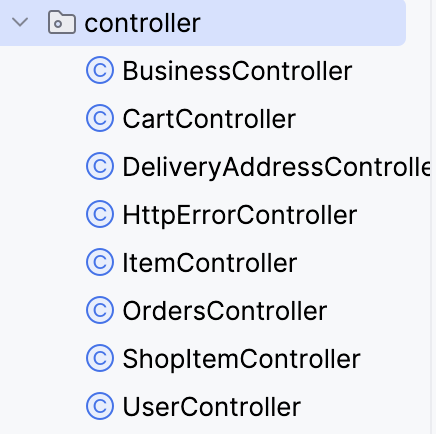 controller
BusinessController
CartController
DeliveryAddressControlle
HttpErrorController
ItemController
OrdersController
ShopItemController
UserController